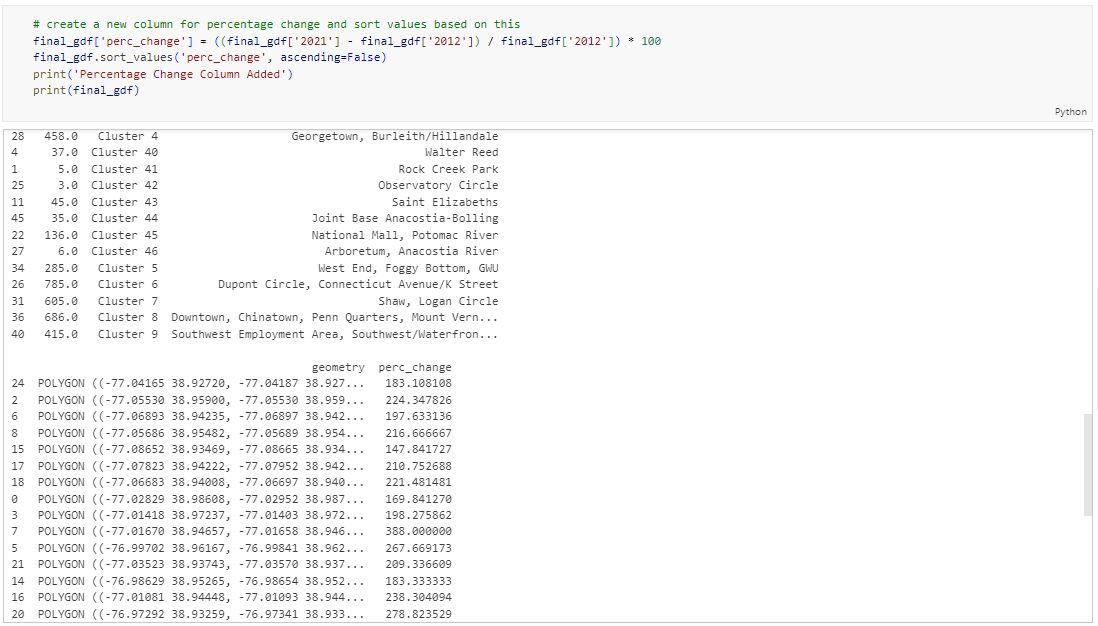 # create a new column for percentage change and sort values based on this
final_gdf['perc_change'] = ((final_gdf['2021'] - final_gdf['2012']) / final_gdf['2012']) * 100
final_gdf.sort_values('perc_change', ascending=False)
print('Percentage Change Column Added')
print(final_gdf)
Python
28 458.0 Cluster 4 Georgetown, Burleith/Hillandale
4 37.0 Cluster 40 Walter Reed
1 5.0 Cluster 41 Rock Creek Park
25 3.0 Cluster 42 Observatory Circle
11 45.0 Cluster 43 Saint Elizabeths
45 35.0 Cluster 44 Joint Base Anacostia-Bolling
22 136.0 Cluster 45 National Mall, Potomac River
27 6.0 Cluster 46 Arboretum, Anacostia River
34 285.0 Cluster 5 West End, Foggy Bottom, GWU
26 785.0 Cluster 6 Dupont Circle, Connecticut Avenue/K Street
31 605.0 Cluster 7 Shaw, Logan Circle
36 686.0 Cluster 8 Downtown, Chinatown, Penn Quarters, Mount Vern...
40 415.0 Cluster 9 Southwest Employment Area, Southwest/Waterfron...
geometry perc_change
24 POLYGON ((-77.04165 38.92720, -77.04187 38.927... 183.108108
2 POLYGON ((-77.05530 38.95900, -77.05530 38.959... 224.347826
6 POLYGON ((-77.06893 38.94235, -77.06897 38.942... 197.633136
8 POLYGON ((-77.05686 38.95482, -77.05689 38.954... 216.666667
15 POLYGON ((-77.08652 38.93469, -77.08665 38.934... 147.841727
17 POLYGON ((-77.07823 38.94222, -77.07952 38.942... 210.752688
18 POLYGON ((-77.06683 38.94008, -77.06697 38.940... 221.481481
0 POLYGON ((-77.02829 38.98608, -77.02952 38.987... 169.841270
3 POLYGON ((-77.01418 38.97237, -77.01403 38.972... 198.275862
7 POLYGON ((-77.01670 38.94657, -77.01658 38.946... 388.000000
5 POLYGON ((-76.99702 38.96167, -76.99841 38.962... 267.669173
21 POLYGON ((-77.03523 38.93743, -77.03570 38.937... 209.336609
14 POLYGON ((-76.98629 38.95265, -76.98654 38.952... 183.333333
16 POLYGON ((-77.01081 38.94448, -77.01093 38.944... 238.304094
20 POLYGON ((-76.97292 38.93259, -76.97341 38.933... 278.823529